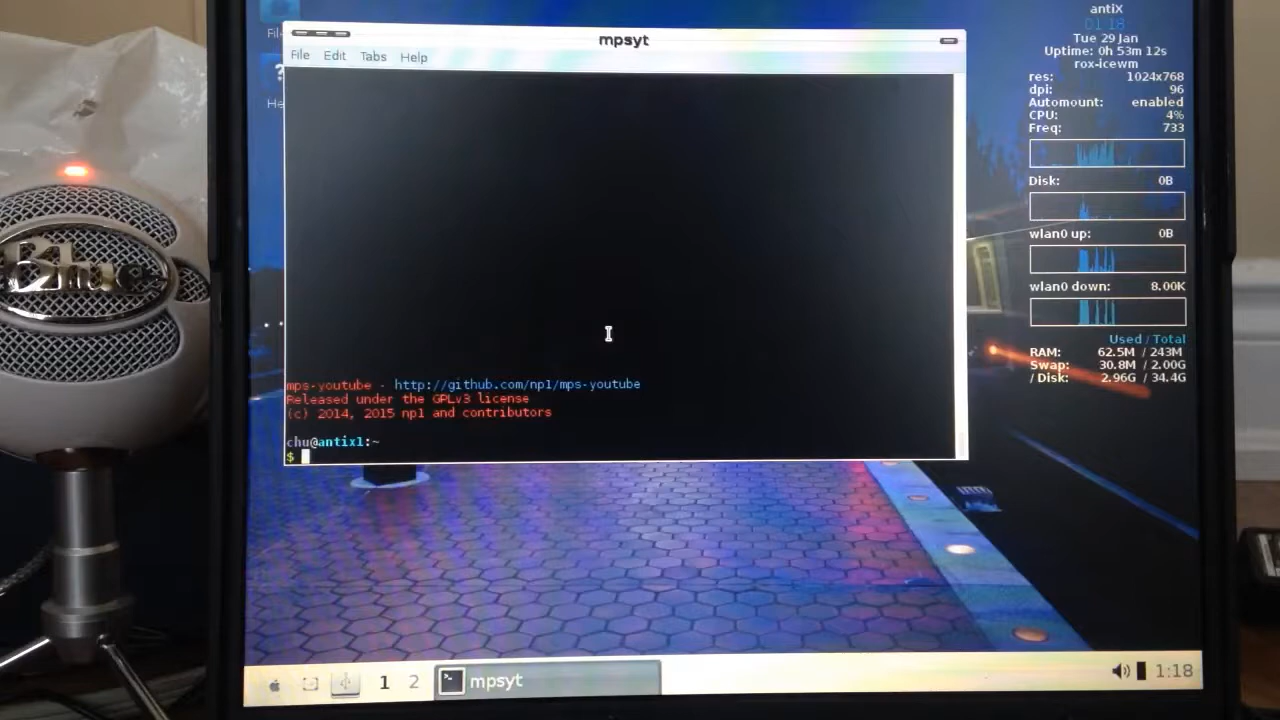 Blue
File
He
mpsyt
File Edit Tabs Help
mps-youtube - http://github.com/np1/mps-youtube
Released under the GPLv3 license
(c) 2014, 2015 np1 and contributors
chu@antix1:~
$
antiX
01:18
Tue 29 Jan
Uptime: 0h 53m 12s
rox-icewm
res: 1024x768
dpi: 96
Automount: enabled
CPU: 4%
Freq: 733
Disk: 0B
wlan0 up: 0B
wlan0 down: 8.00K
Used / Total
RAM: 62.5M / 243M
Swap: 30.8M / 2.00G
/ Disk: 2.96G / 34.4G
1 2 mpsyt 1:18